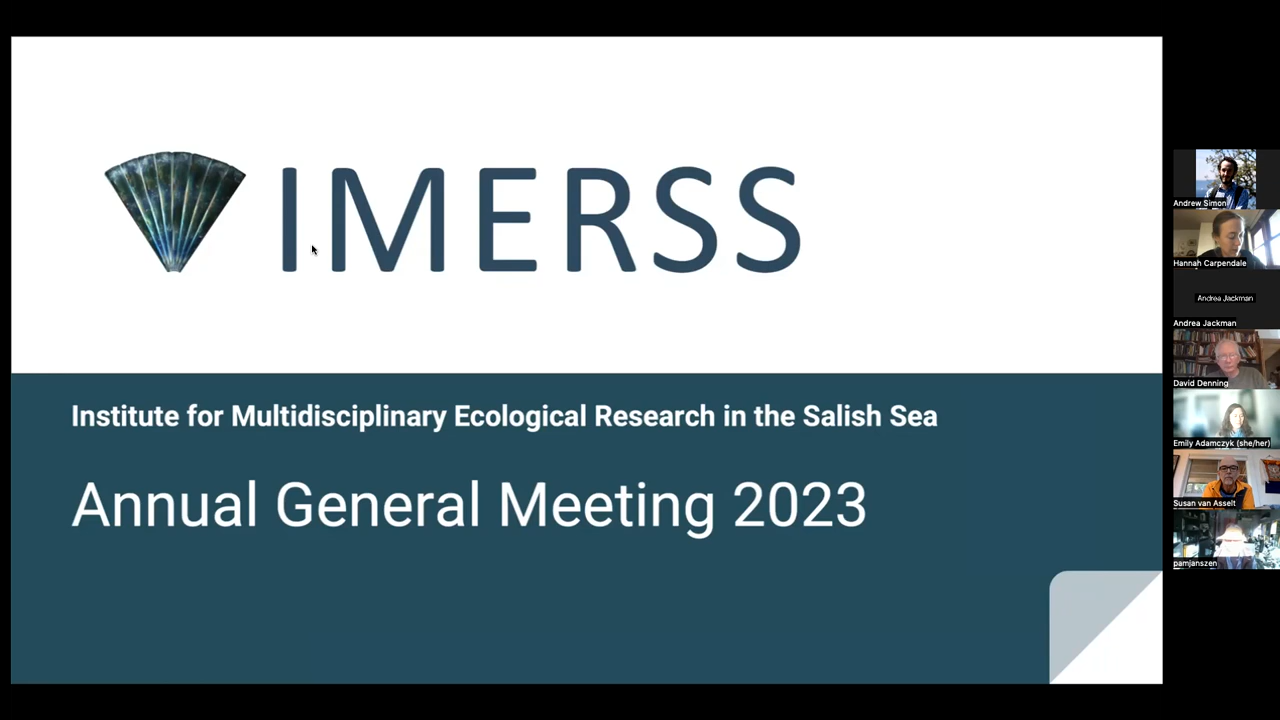 IMERSS
Institute for Multidisciplinary Ecological Research in the Salish Sea
Annual General Meeting 2023
Andrew Simon
Hannah Carpendale
Andrea Jackman
Andrea Jackman
David Denning
Emily Adamczyk (she/her)
Susan van Asselt
pamjanszen